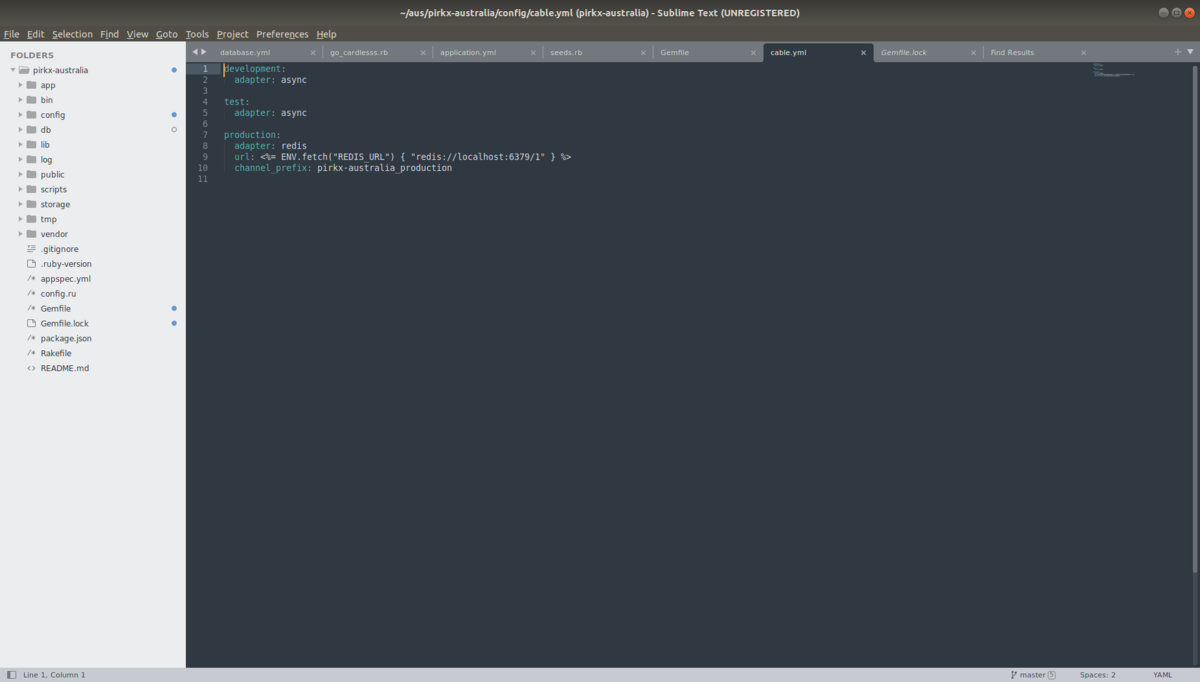 ~/aus/pirkx-australia/config/cable.yml (pirkx-australia) - Sublime Text (UNREGISTERED)
File Edit Selection Find View Goto Tools Project Preferences Help
FOLDERS
pirkx-australia
app
bin
config
db
lib
log
public
scripts
storage
tmp
vendor
.gitignore
.ruby-version
/* appspec.yml
/* config.ru
/* Gemfile
Gemfile.lock
/* package.json
/* Rakefile
<> README.md
database.yml × go_cardlesss.rb × application.yml × seeds.rb × Gemfile × cable.yml × Gemfile.lock × Find Results × +
1 development:
2   adapter: async
3
4 test:
5   adapter: async
6
7 production:
8   adapter: redis
9   url: <%= ENV.fetch("REDIS_URL") { "redis://localhost:6379/1" } %>
10   channel_prefix: pirkx-australia_production
11
Line 1, Column 1 master 5 Spaces: 2 YAML